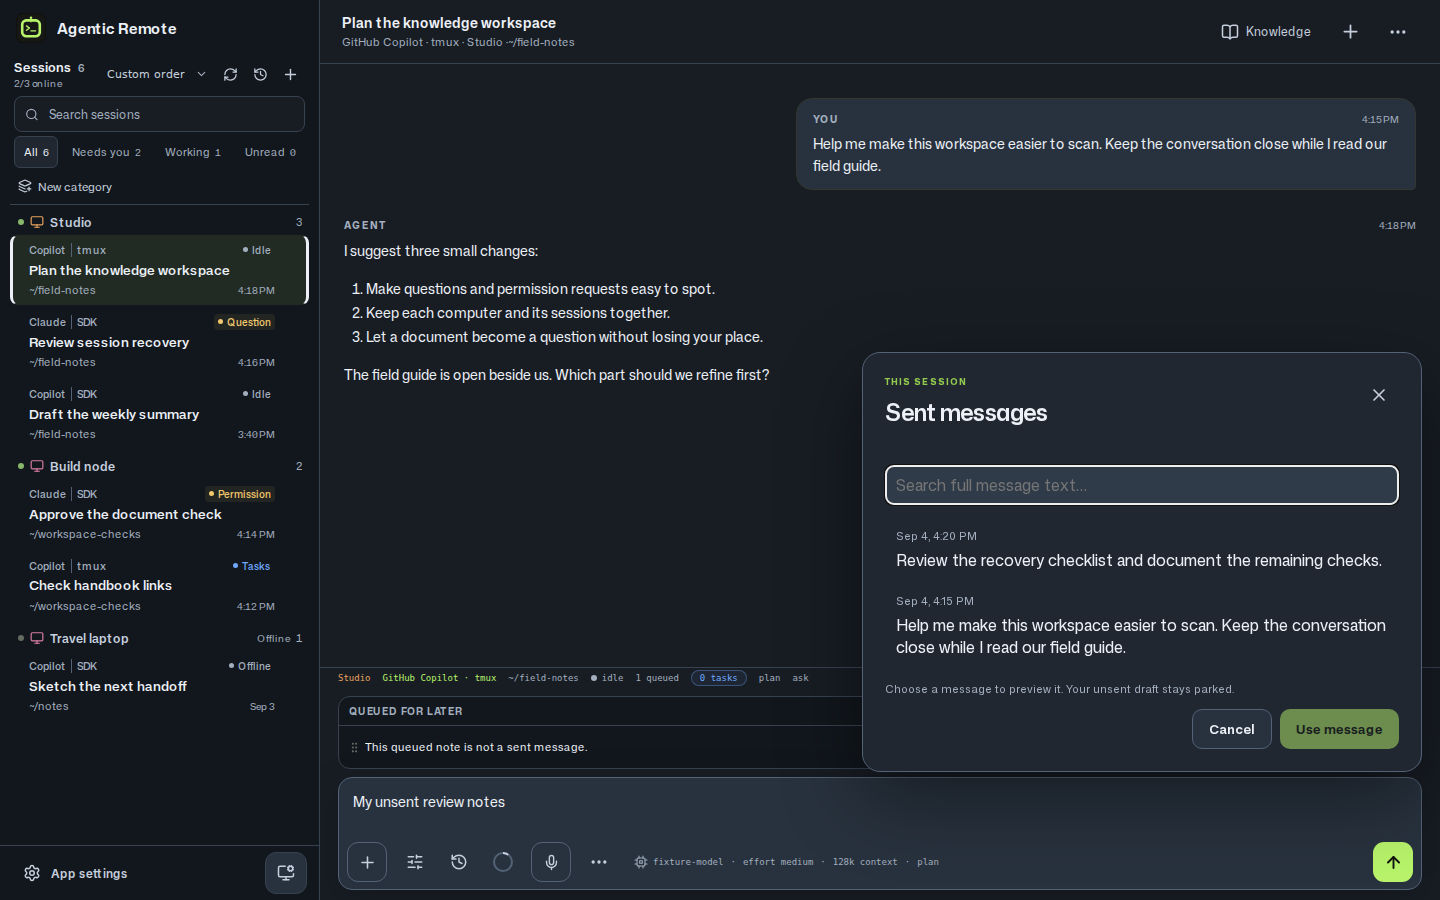 Agentic Remote
Sessions 6
2/3 online
Custom order
Search sessions
All 6
Needs you 2
Working 1
Unread 0
New category
Studio 3
Copilot | tmux Idle
Plan the knowledge workspace
~/field-notes 4:18 PM
Claude | SDK Question
Review session recovery
~/field-notes 4:16 PM
Copilot | SDK Idle
Draft the weekly summary
~/field-notes 3:40 PM
Build node 2
Claude | SDK Permission
Approve the document check
~/workspace-checks 4:14 PM
Copilot | tmux Tasks
Check handbook links
~/workspace-checks 4:12 PM
Travel laptop Offline 1
Copilot | SDK Offline
Sketch the next handoff
~/notes Sep 3
App settings
Plan the knowledge workspace
GitHub Copilot · tmux · Studio ·~/field-notes
Knowledge
YOU 4:15 PM
Help me make this workspace easier to scan. Keep the conversation close while I read our
field guide.
AGENT 4:18 PM
I suggest three small changes:
1. Make questions and permission requests easy to spot.
2. Keep each computer and its sessions together.
3. Let a document become a question without losing your place.
The field guide is open beside us. Which part should we refine first?
THIS SESSION
Sent messages
Search full message text...
Sep 4, 4:20 PM
Review the recovery checklist and document the remaining checks.
Sep 4, 4:15 PM
Help me make this workspace easier to scan. Keep the conversation
close while I read our field guide.
Choose a message to preview it. Your unsent draft stays parked.
Cancel
Use message
Studio GitHub Copilot · tmux ~/field-notes idle 1 queued 0 tasks plan ask
QUEUED FOR LATER
This queued note is not a sent message.
My unsent review notes
fixture-model · effort medium · 128k context · plan